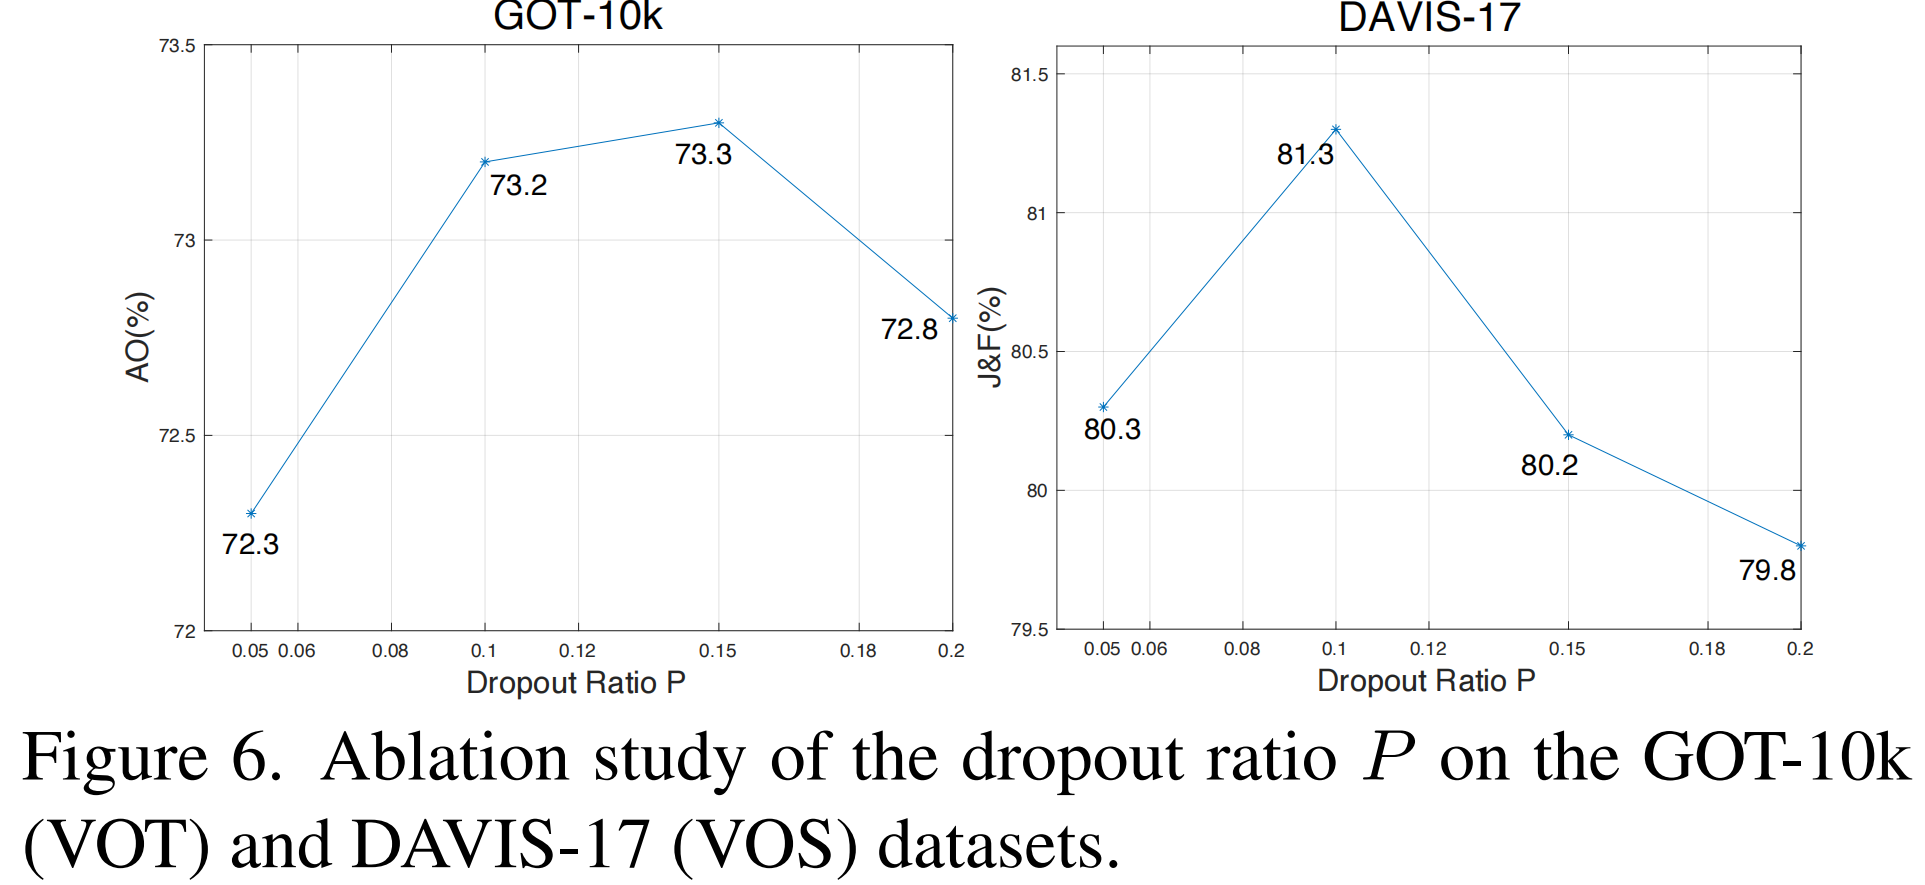 GOT-10k
73.5
73
72.5
72
AO(%)
73.2
73.3
72.8
72.3
0.05 0.06 0.08 0.1 0.12 0.15 0.18 0.2
Dropout Ratio P
DAVIS-17
81.5
81
80.5
80
79.5
J&F(%)
81.3
80.3
80.2
79.8
0.05 0.06 0.08 0.1 0.12 0.15 0.18 0.2
Dropout Ratio P
Figure 6. Ablation study of the dropout ratio P on the GOT-10k
(VOT) and DAVIS-17 (VOS) datasets.